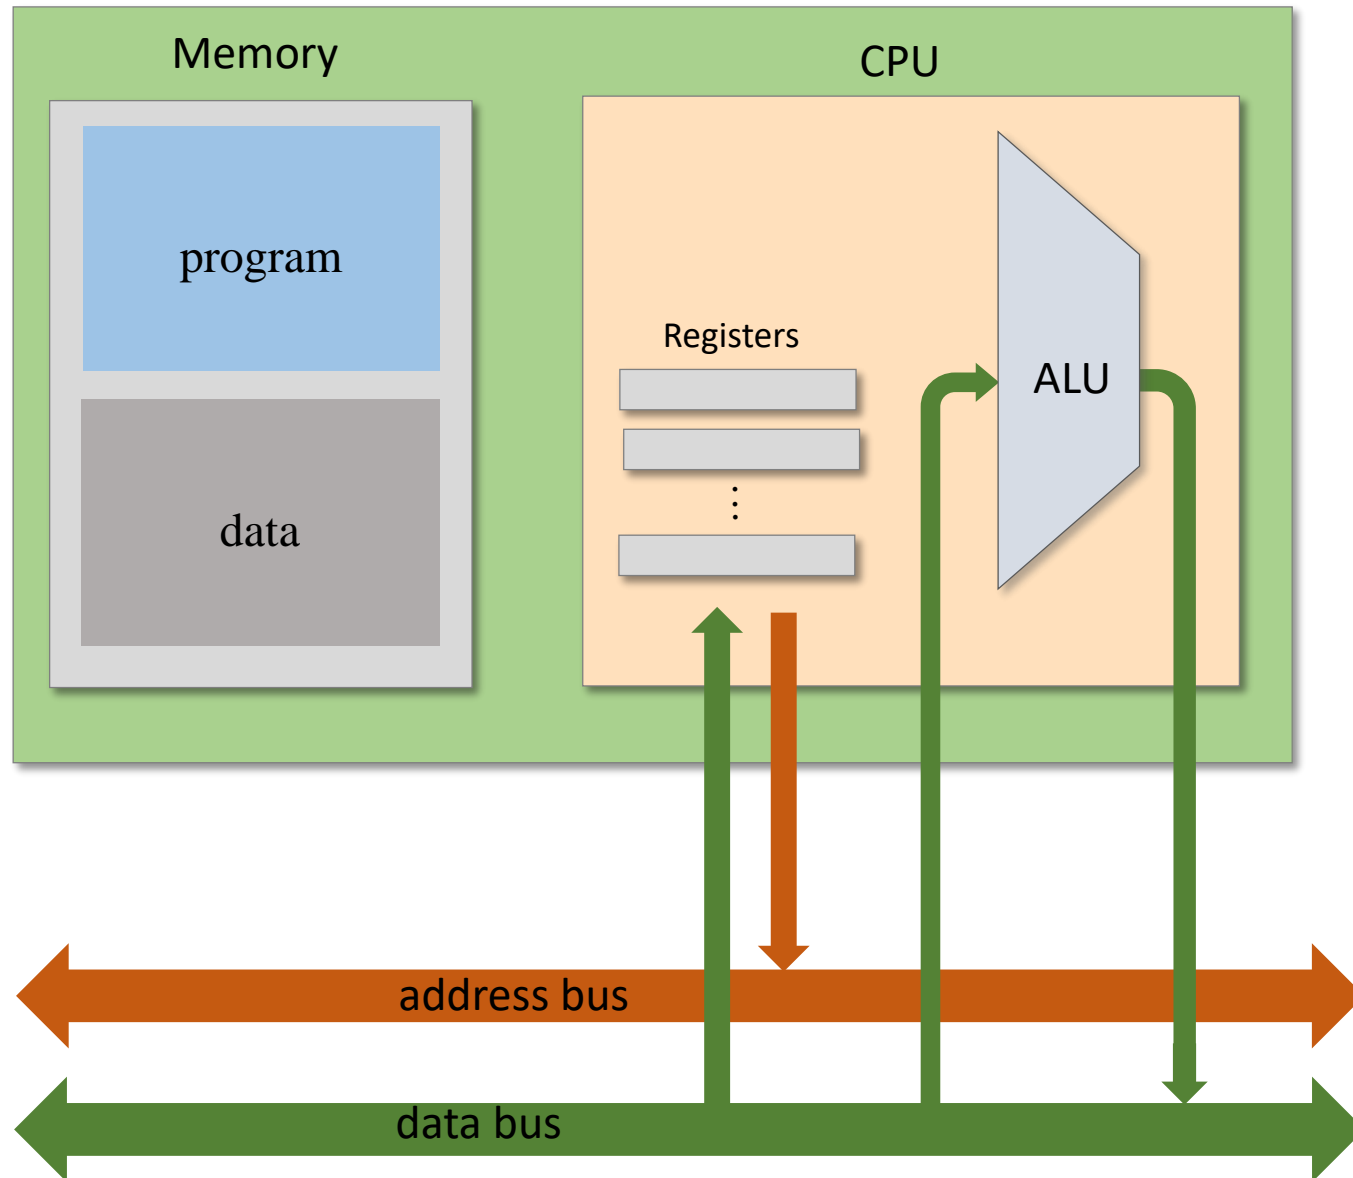 Memory
CPU
program
data
Registers
⋮
ALU
address bus
data bus